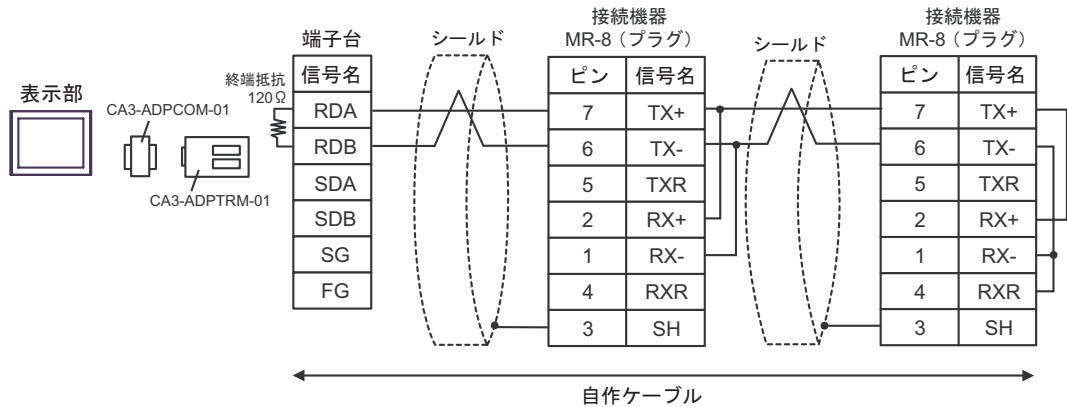 表示部
CA3-ADPCOM-01
CA3-ADPTRM-01
終端抵抗
120Ω
端子台
信号名
RDA
RDB
SDA
SDB
SG
FG
シールド
接続機器
MR-8（プラグ）
ピン 信号名
7 TX+
6 TX-
5 TXR
2 RX+
1 RX-
4 RXR
3 SH
シールド
接続機器
MR-8（プラグ）
ピン 信号名
7 TX+
6 TX-
5 TXR
2 RX+
1 RX-
4 RXR
3 SH
自作ケーブル